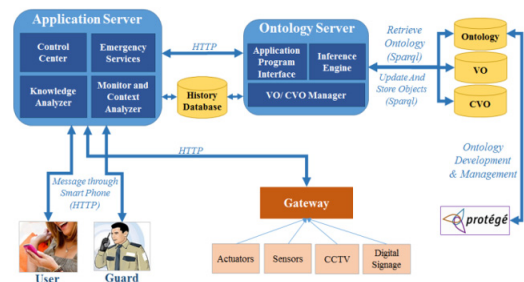 Application Server
Control
Center
Emergency
Services
Knowledge
Analyzer
Monitor and
Context
Analyzer
HTTP
History
Database
Ontology Server
Application
Program
Interface
Inference
Engine
VO/ CVO Manager
Retrieve
Ontology
(Sparql)
Update And
Store Objects
(Sparql)
Ontology
VO
CVO
Ontology
Development
& Management
protégé
HTTP
Message through
Smart Phone
(HTTP)
User
Guard
Gateway
Actuators
Sensors
CCTV
Digital
Signage